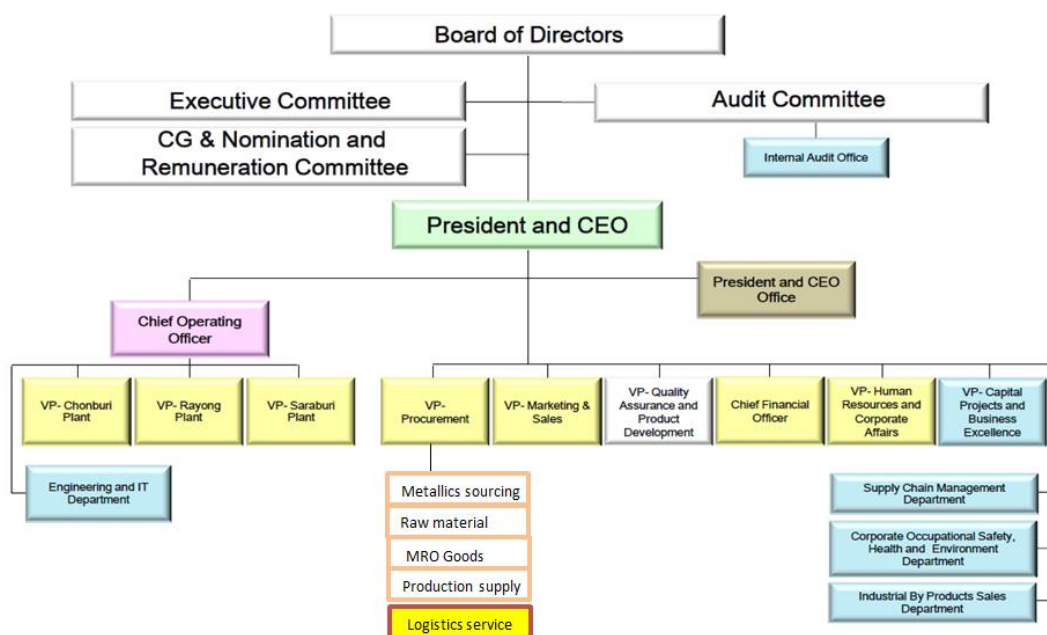 Board of Directors
Executive Committee
Audit Committee
CG & Nomination and
Remuneration Committee
Internal Audit Office
President and CEO
President and CEO
Office
Chief Operating
Officer
VP- Chonburi
Plant
VP- Rayong
Plant
VP- Saraburi
Plant
VP-
Procurement
VP- Marketing &
Sales
VP- Quality
Assurance and
Product
Development
Chief Financial
Officer
VP- Human
Resources and
Corporate
Affairs
VP- Capital
Projects and
Business
Excellence
Engineering and IT
Department
Metallics sourcing
Raw material
MRO Goods
Production supply
Logistics service
Supply Chain Management
Department
Corporate Occupational Safety,
Health and Environment
Department
Industrial By Products Sales
Department